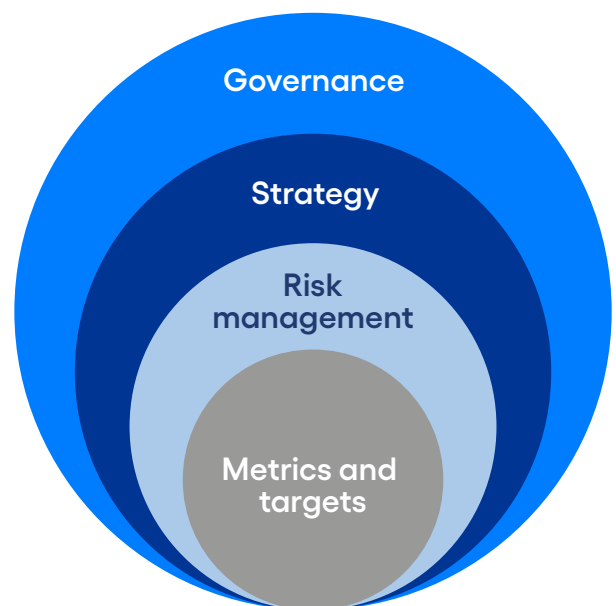 Governance
Strategy
Risk
management
Metrics and
targets